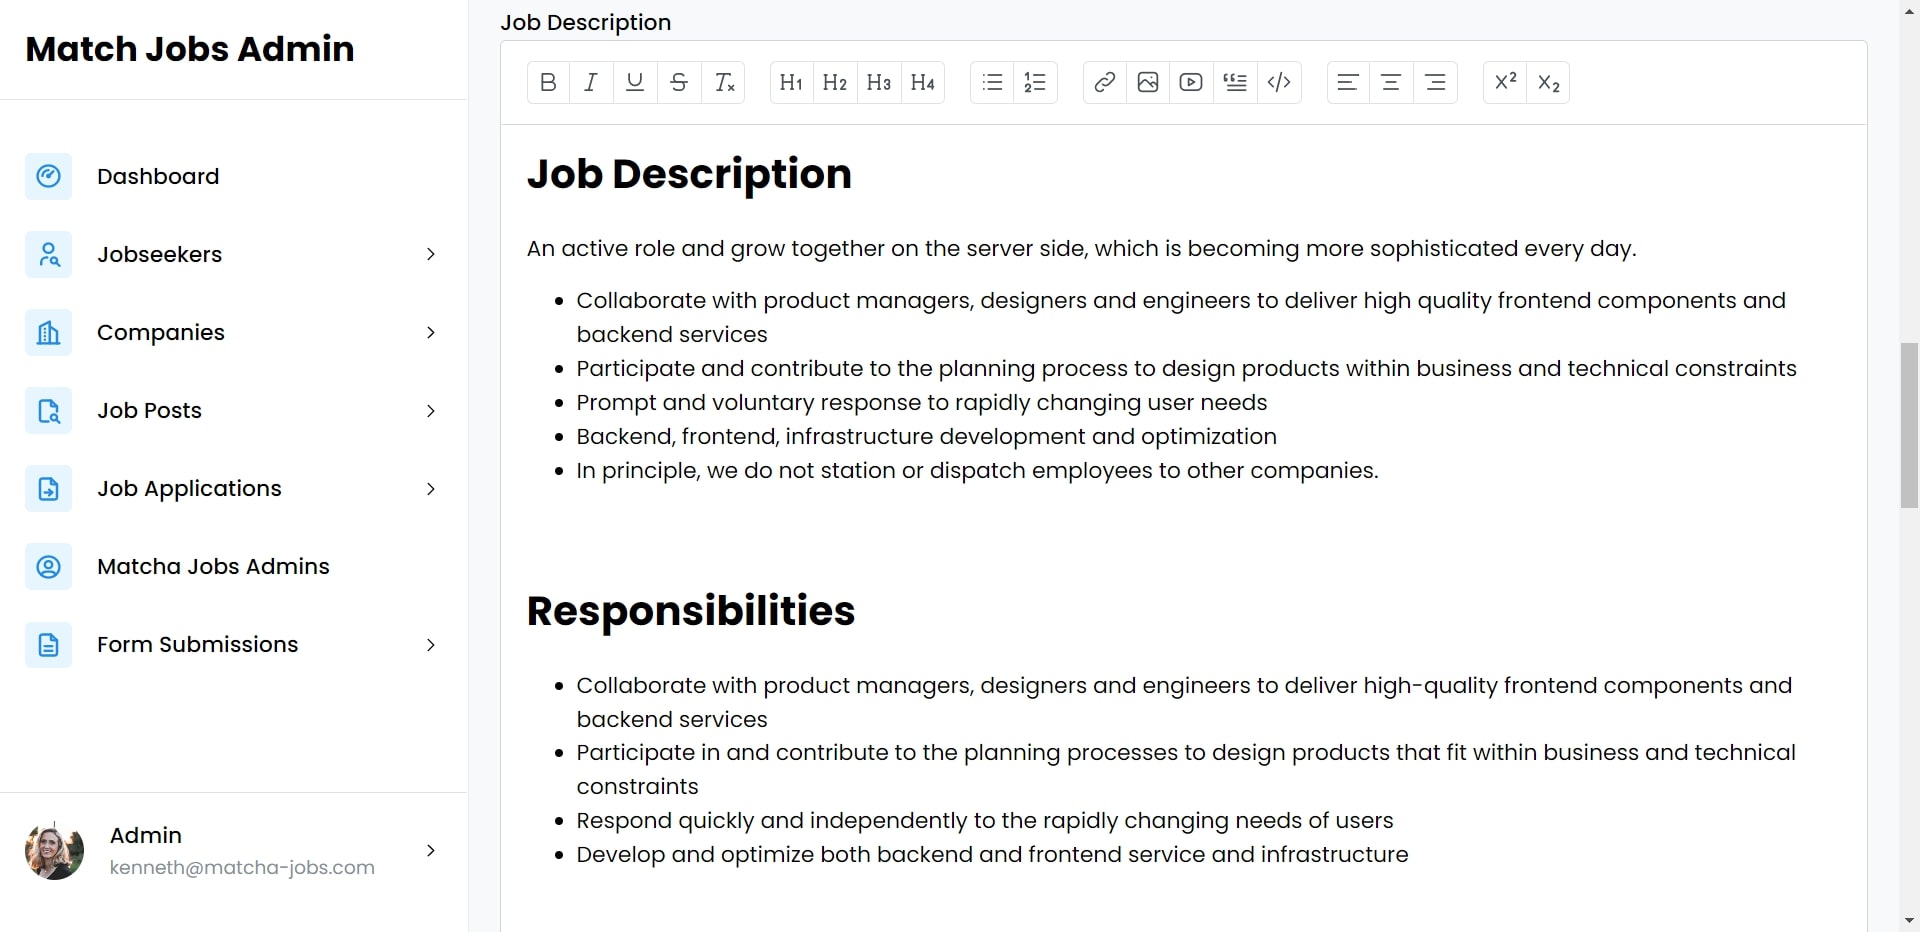 Match Jobs Admin
Dashboard
Jobseekers
Companies
Job Posts
Job Applications
Matcha Jobs Admins
Form Submissions
Admin
kenneth@matcha-jobs.com
Job Description
B I U S Tx H1 H2 H3 H4 X2 X2
Job Description
An active role and grow together on the server side, which is becoming more sophisticated every day.
Collaborate with product managers, designers and engineers to deliver high quality frontend components and
backend services
Participate and contribute to the planning process to design products within business and technical constraints
Prompt and voluntary response to rapidly changing user needs
Backend, frontend, infrastructure development and optimization
In principle, we do not station or dispatch employees to other companies.
Responsibilities
Collaborate with product managers, designers and engineers to deliver high-quality frontend components and
backend services
Participate in and contribute to the planning processes to design products that fit within business and technical
constraints
Respond quickly and independently to the rapidly changing needs of users
Develop and optimize both backend and frontend service and infrastructure